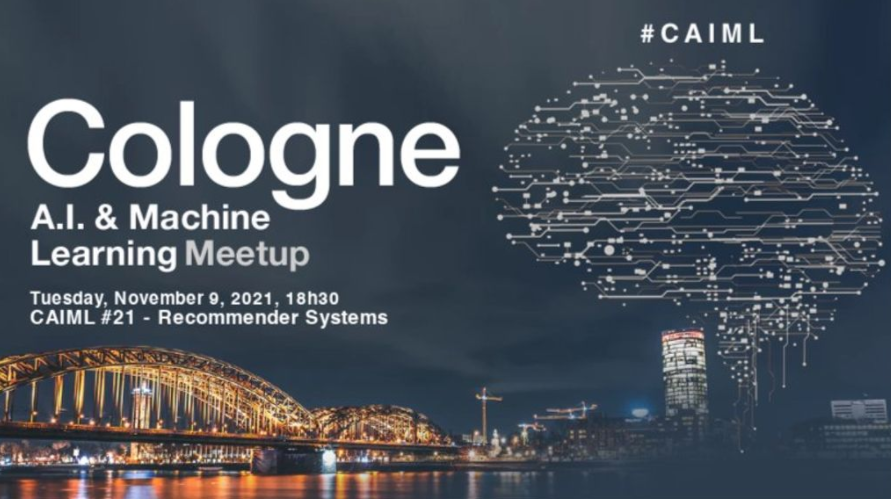 #CAIML
Cologne
A.I. & Machine
Learning Meetup
Tuesday, November 9, 2021, 18h30
CAIML #21 - Recommender Systems